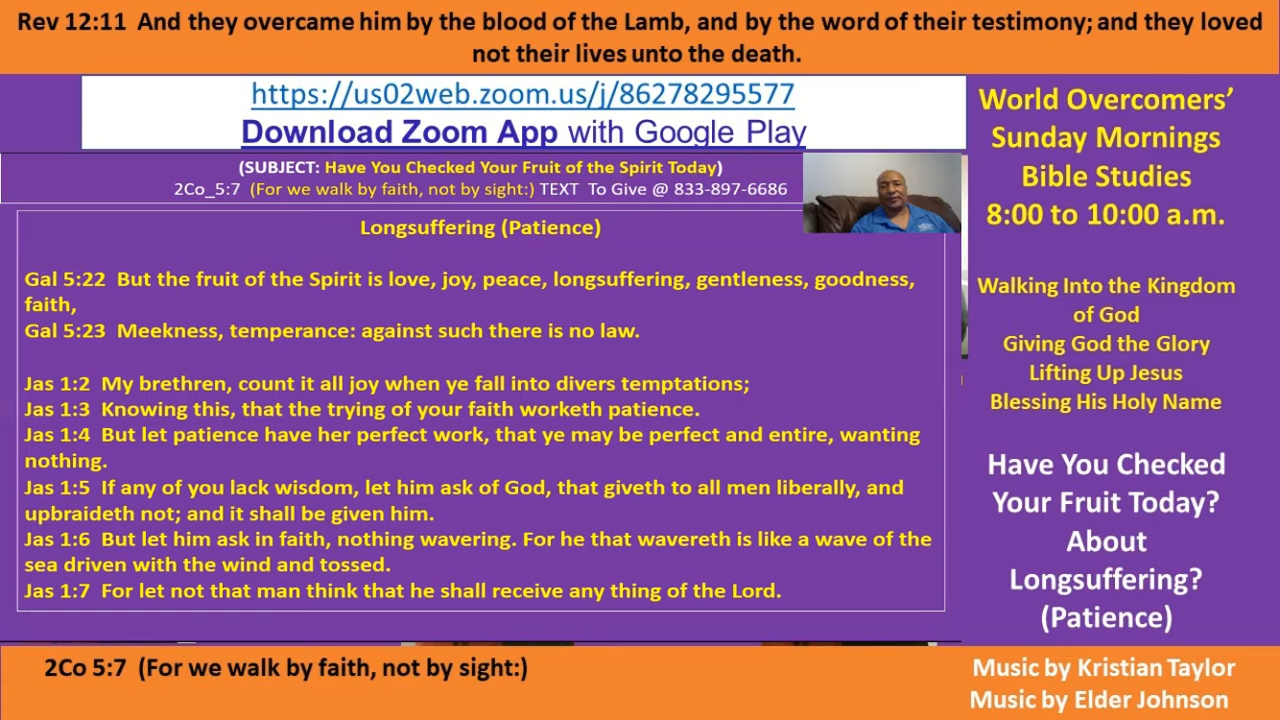 Rev 12:11 And they overcame him by the blood of the Lamb, and by the word of their testimony; and they loved
not their lives unto the death.
https://us02web.zoom.us/j/86278295577
Download Zoom App with Google Play
(SUBJECT: Have You Checked Your Fruit of the Spirit Today)
2Co_5:7 (For we walk by faith, not by sight:) TEXT To Give @ 833-897-6686
Longsuffering (Patience)
Gal 5:22 But the fruit of the Spirit is love, joy, peace, longsuffering, gentleness, goodness,
faith,
Gal 5:23 Meekness, temperance: against such there is no law.
Jas 1:2 My brethren, count it all joy when ye fall into divers temptations;
Jas 1:3 Knowing this, that the trying of your faith worketh patience.
Jas 1:4 But let patience have her perfect work, that ye may be perfect and entire, wanting
nothing.
Jas 1:5 If any of you lack wisdom, let him ask of God, that giveth to all men liberally, and
upbraideth not; and it shall be given him.
Jas 1:6 But let him ask in faith, nothing wavering. For he that wavereth is like a wave of the
sea driven with the wind and tossed.
Jas 1:7 For let not that man think that he shall receive any thing of the Lord.
World Overcomers'
Sunday Mornings
Bible Studies
8:00 to 10:00 a.m.
Walking Into the Kingdom
of God
Giving God the Glory
Lifting Up Jesus
Blessing His Holy Name
Have You Checked
Your Fruit Today?
About
Longsuffering?
(Patience)
2Co 5:7 (For we walk by faith, not by sight:)
Music by Kristian Taylor
Music by Elder Johnson